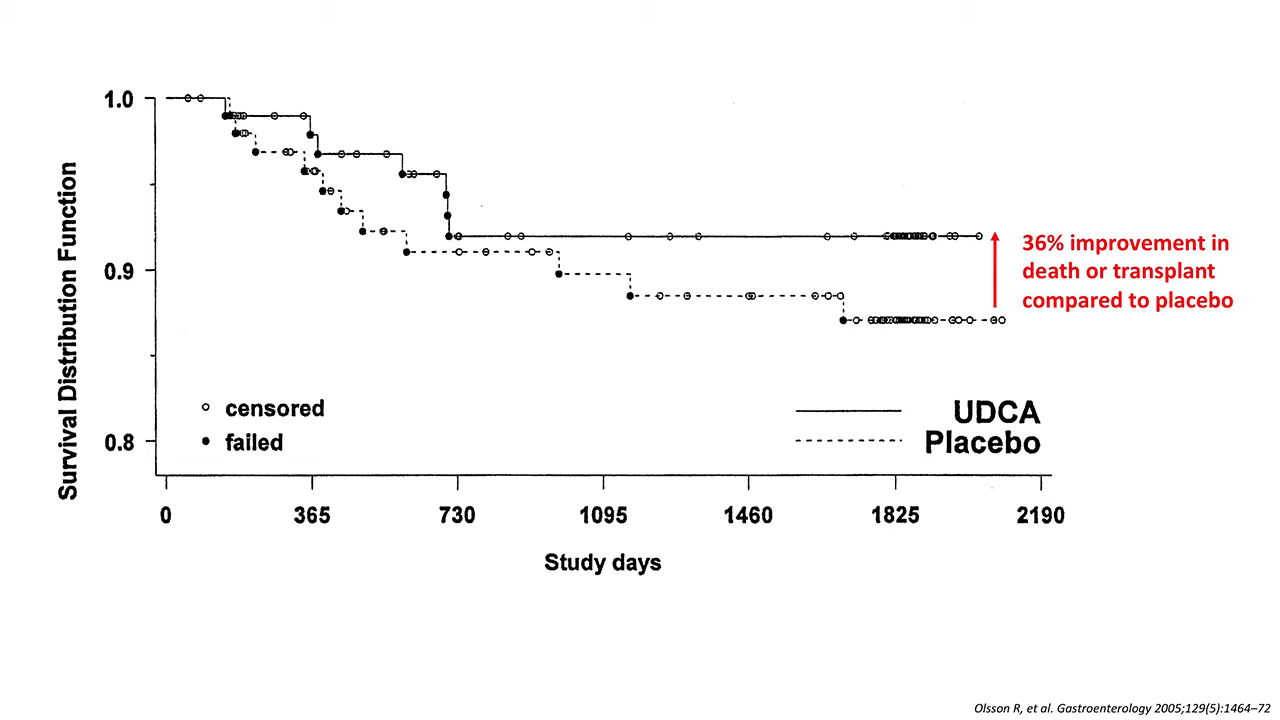 Survival Distribution Function
1.0
0.9
0.8
36% improvement in
death or transplant
compared to placebo
censored
failed
UDCA
Placebo
0 365 730 1095 1460 1825 2190
Study days
Olsson R, et al. Gastroenterology 2005;129(5):1464–72